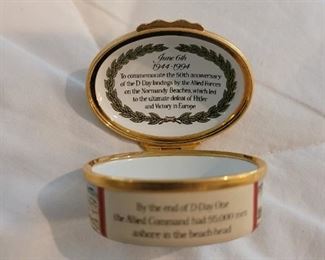 June 6th
1944-1994
To commemorate the 50th anniversary
of the D-Day landings by the Allied Forces
on the Normandy Beaches, which led
to the ultimate defeat of Hitler
and Victory in Europe
By the end of D-Day One
the Allied Command had 55,000 men
ashore in the beach head